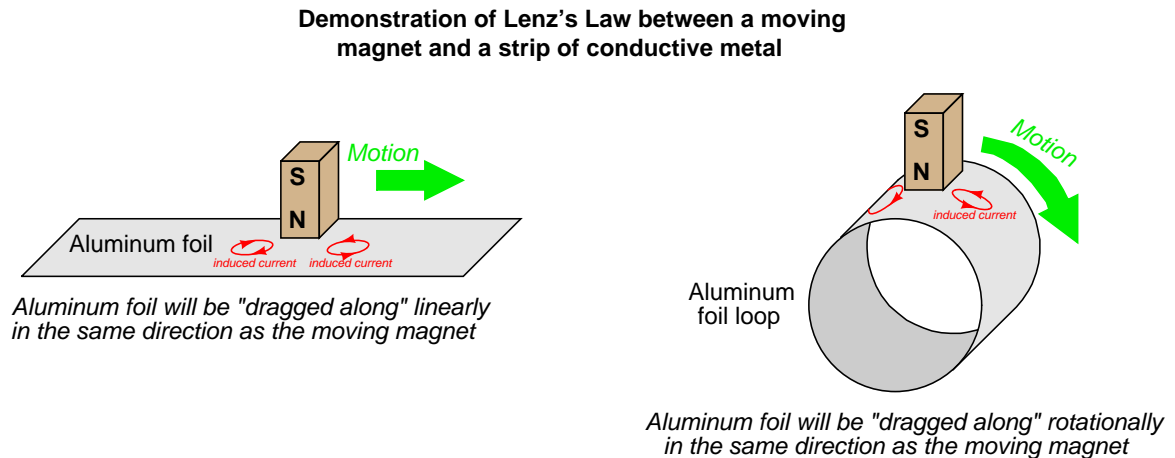 Demonstration of Lenz's Law between a moving
magnet and a strip of conductive metal
S
N
Motion
Aluminum foil
induced current
induced current
Aluminum foil will be "dragged along" linearly
in the same direction as the moving magnet
S
N
Motion
induced current
Aluminum
foil loop
Aluminum foil will be "dragged along" rotationally
in the same direction as the moving magnet